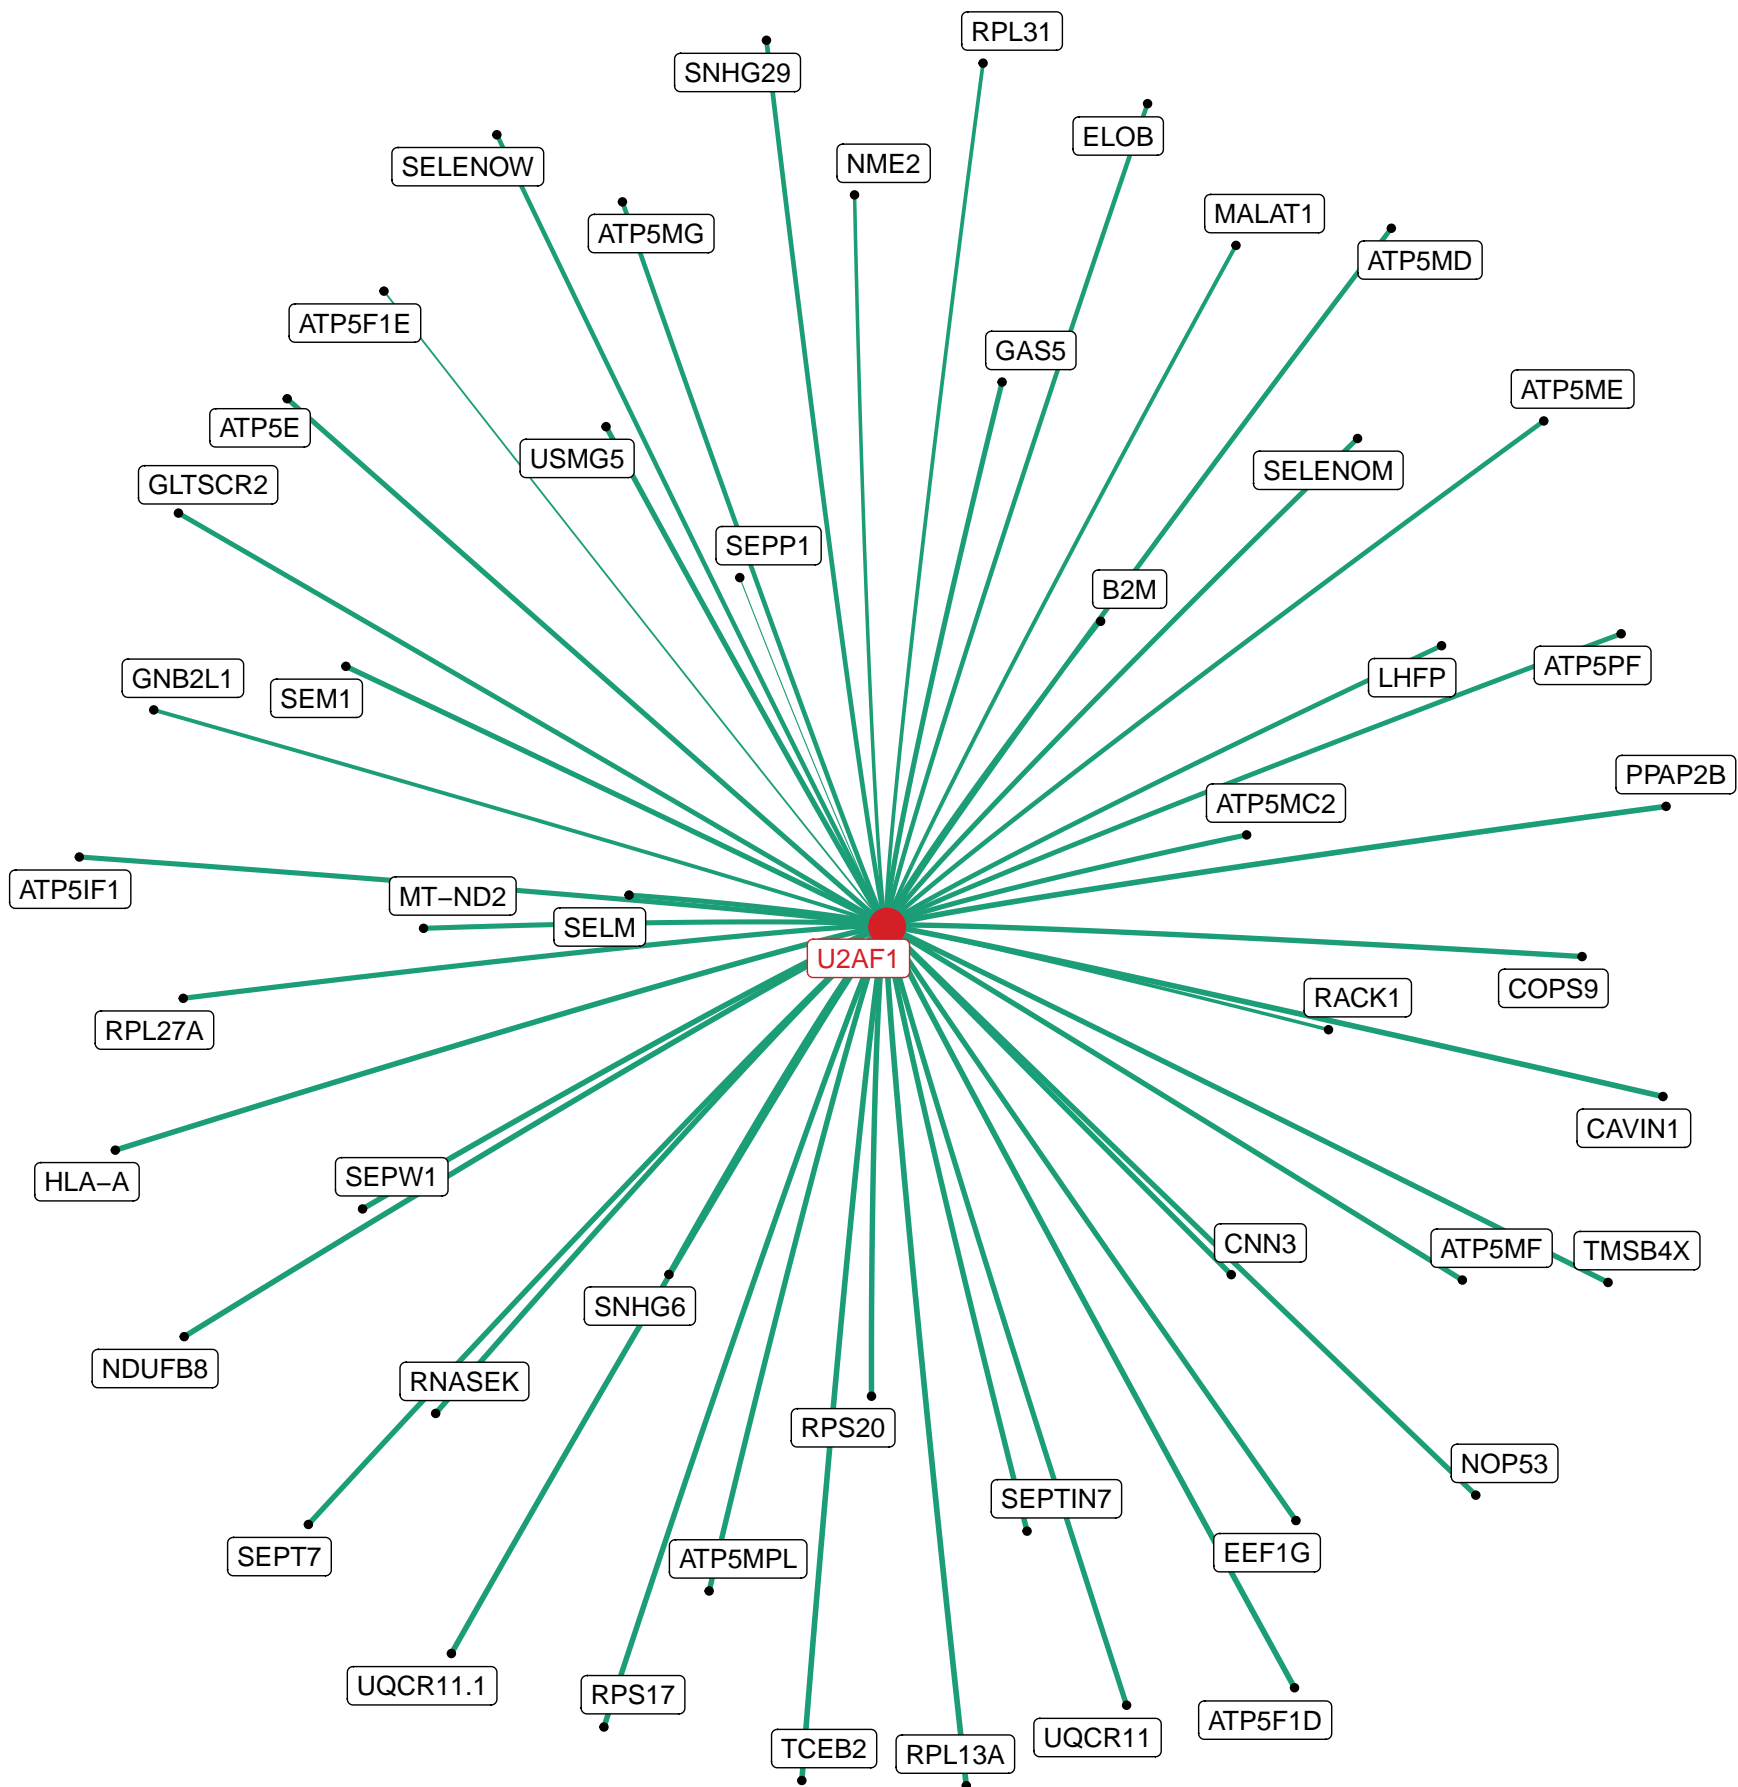 RPL31
SNHG29
ELOB
NME2
SELENOW
MALAT1
ATP5MG
ATP5MD
ATP5F1E
GAS5
ATP5ME
ATP5E
USMG5
SELENOM
GLTSCR2
SEPP1
B2M
ATP5PF
GNB2L1
LHFP
SEM1
PPAP2B
ATP5MC2
ATP5IF1
MT−ND2
SELM
U2AF1
COPS9
RACK1
RPL27A
CAVIN1
SEPW1
HLA−A
CNN3
ATP5MF
TMSB4X
SNHG6
NDUFB8
RNASEK
RPS20
NOP53
SEPTIN7
EEF1G
SEPT7
ATP5MPL
UQCR11.1
RPS17
ATP5F1D
UQCR11
TCEB2
RPL13A